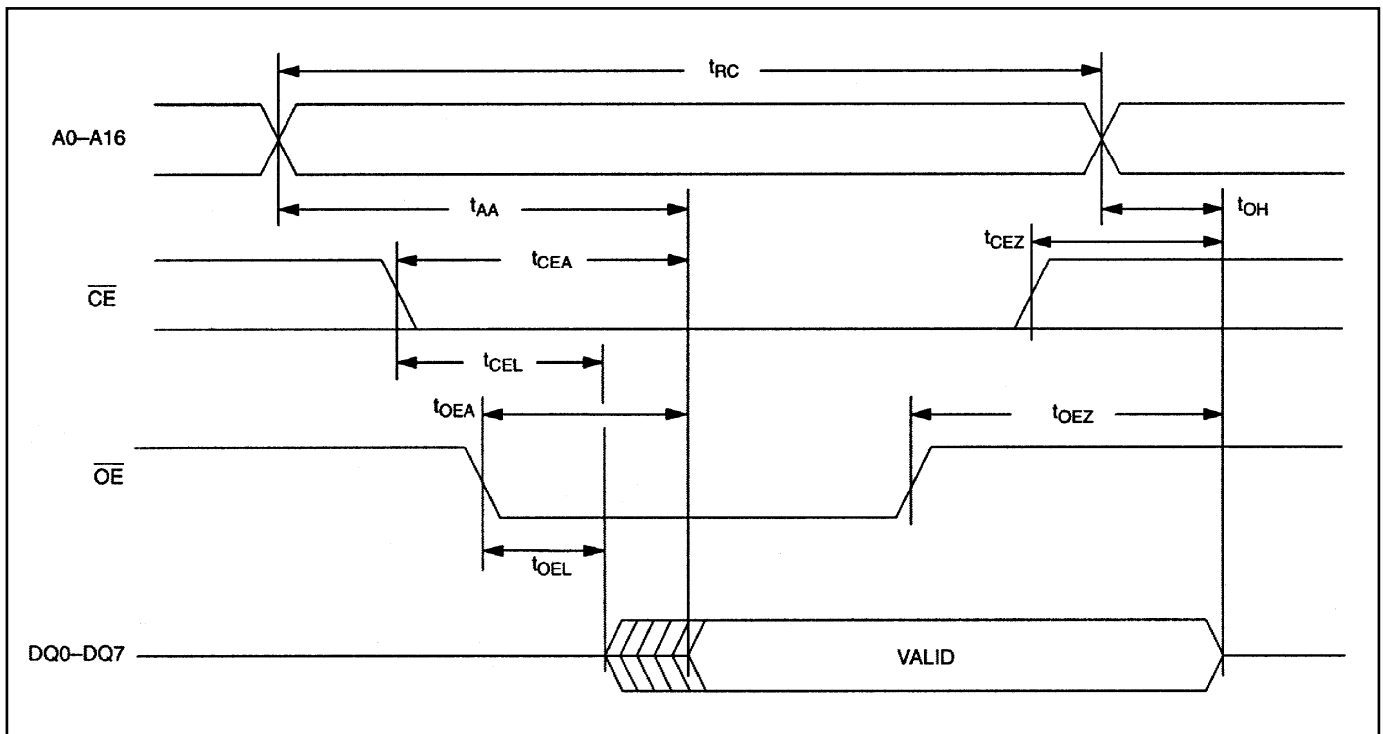 tRC
A0–A16
tAA
tOH
tCEZ
tCEA
CE
tCEL
tOEA
tOEZ
OE
tOEL
DQ0–DQ7
VALID